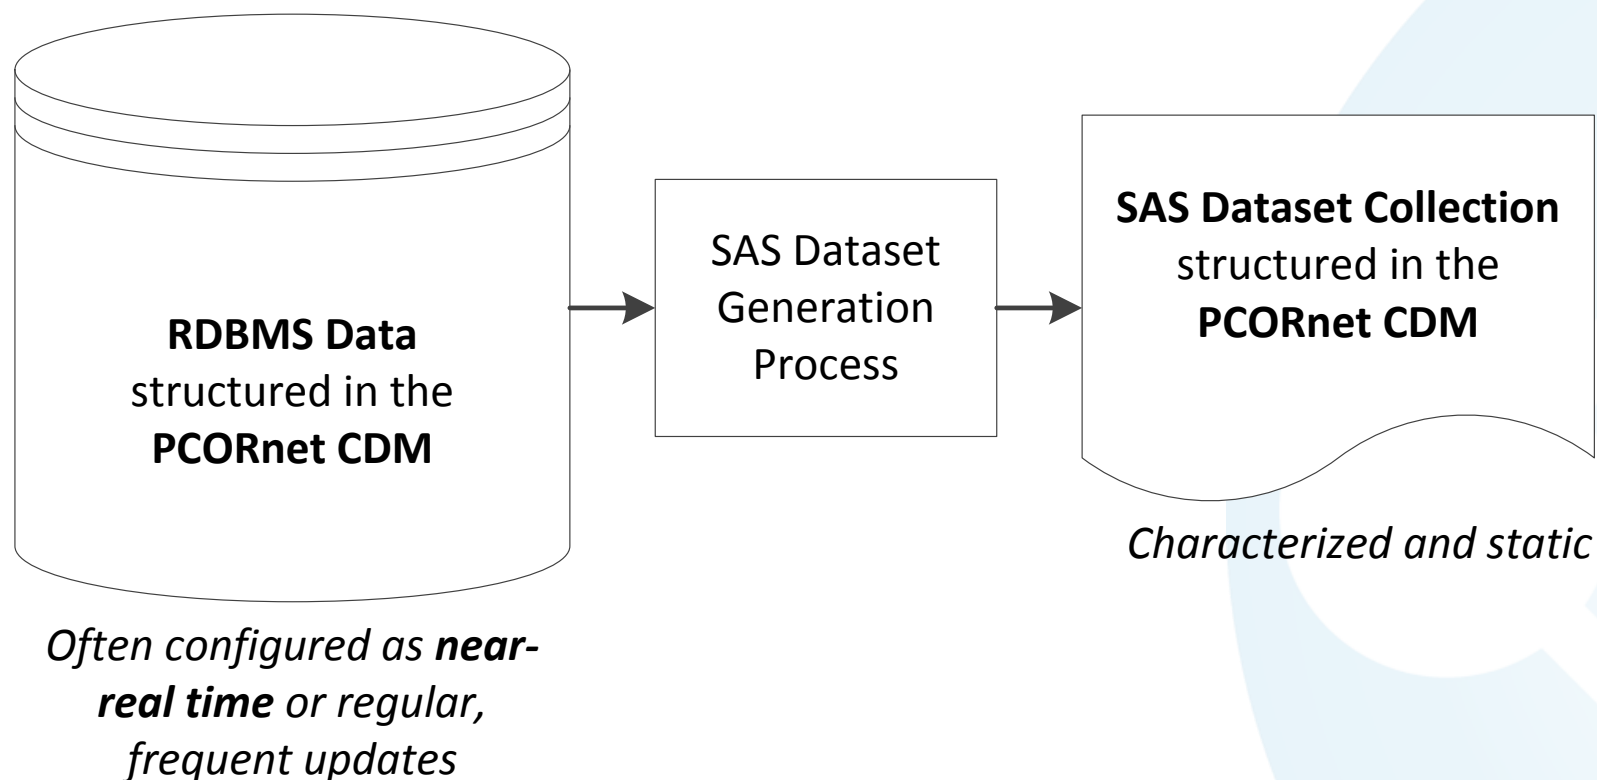 RDBMS Data
structured in the
PCORnet CDM
Often configured as near-
real time or regular,
frequent updates
SAS Dataset
Generation
Process
SAS Dataset Collection
structured in the
PCORnet CDM
Characterized and static